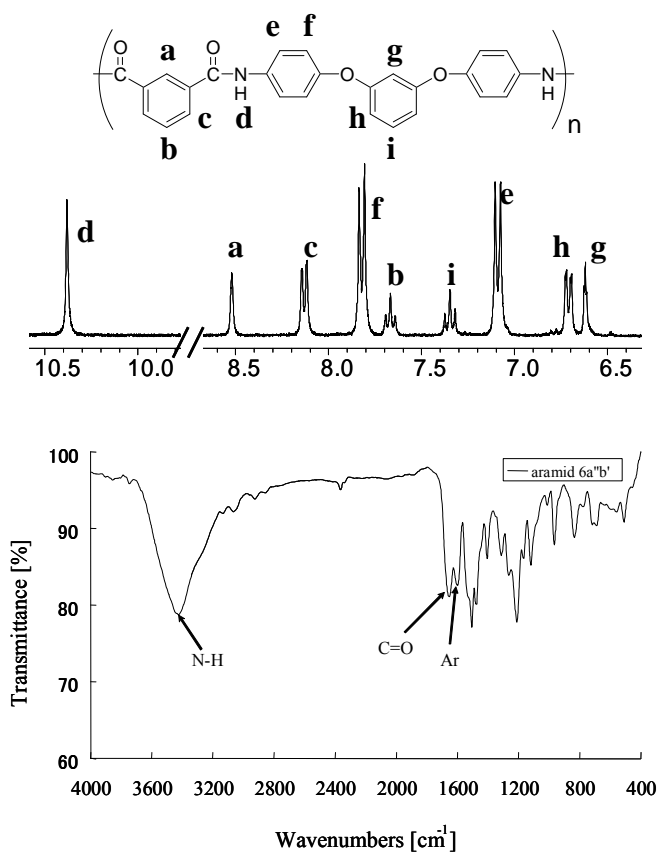 e f g
O O
a
C C N H O O N H
n
c d h
b i
d a c f b i e h g
10.5 10.0 8.5 8.0 7.5 7.0 6.5
100
90
80
70
60
Transmittance [%]
aramid 6a"b'
N-H
C=O
Ar
4000 3600 3200 2800 2400 2000 1600 1200 800 400
Wavenumbers [cm⁻¹]